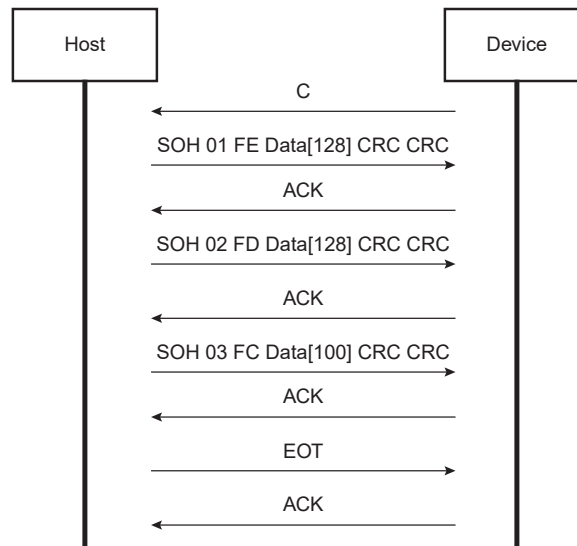 Host
Device
C
SOH 01 FE Data[128] CRC CRC
ACK
SOH 02 FD Data[128] CRC CRC
ACK
SOH 03 FC Data[100] CRC CRC
ACK
EOT
ACK